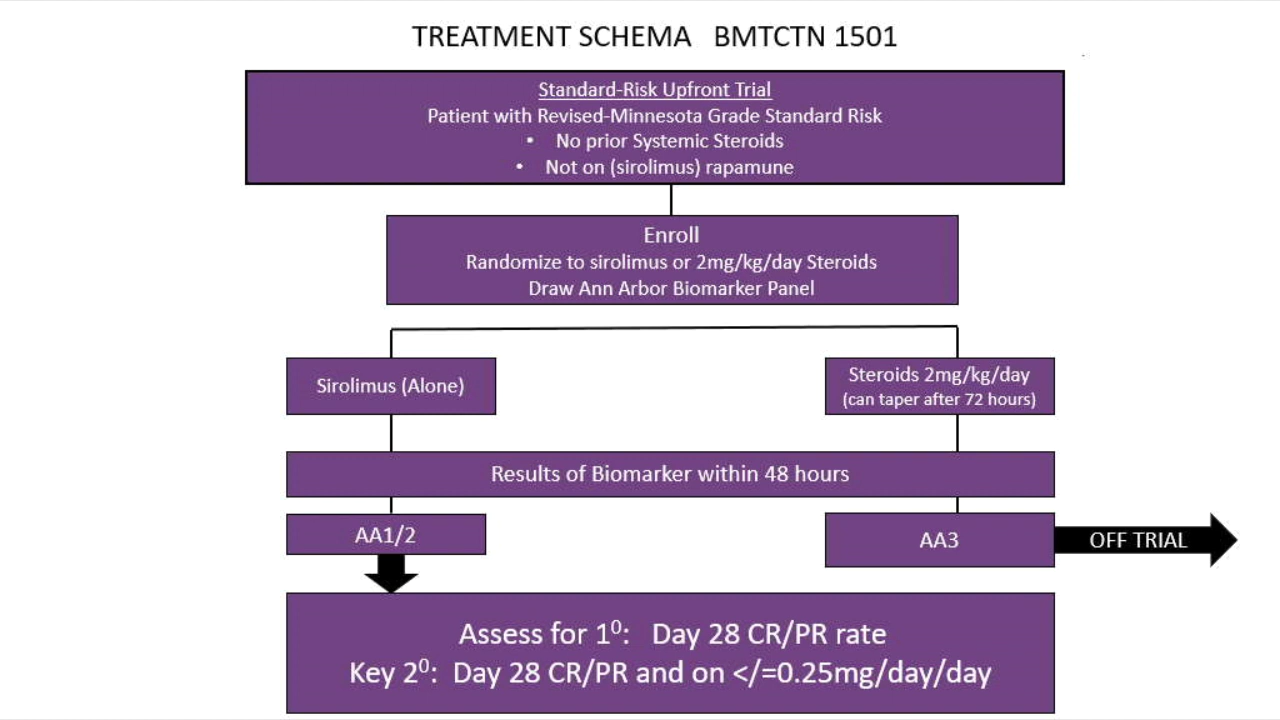 TREATMENT SCHEMA BMTCTN 1501
Standard-Risk Upfront Trial
Patient with Revised-Minnesota Grade Standard Risk
• No prior Systemic Steroids
• Not on (sirolimus) rapamune
Enroll
Randomize to sirolimus or 2mg/kg/day Steroids
Draw Ann Arbor Biomarker Panel
Sirolimus (Alone)
Steroids 2mg/kg/day
(can taper after 72 hours)
Results of Biomarker within 48 hours
AA1/2
AA3
OFF TRIAL
Assess for 1⁰: Day 28 CR/PR rate
Key 2⁰: Day 28 CR/PR and on </=0.25mg/day/day